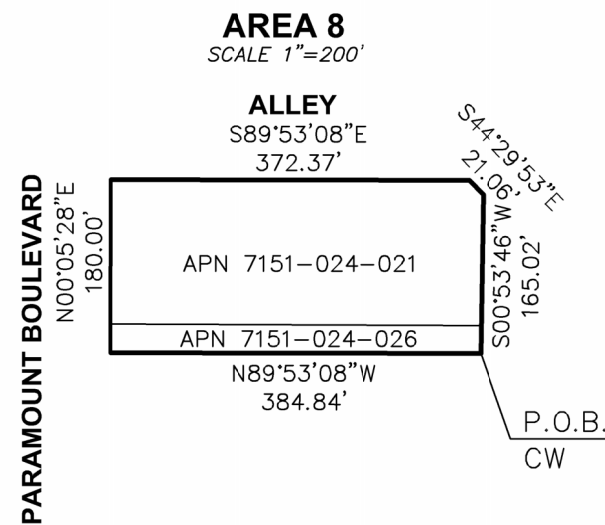 AREA 8
SCALE 1"=200'
ALLEY
S89°53'08"E
372.37'
S44°29'53"E
21.06'
PARAMOUNT BOULEVARD
N00°05'28"E
180.00'
APN 7151-024-021
S00°53'46"W
165.02'
APN 7151-024-026
N89°53'08"W
384.84'
P.O.B.
CW